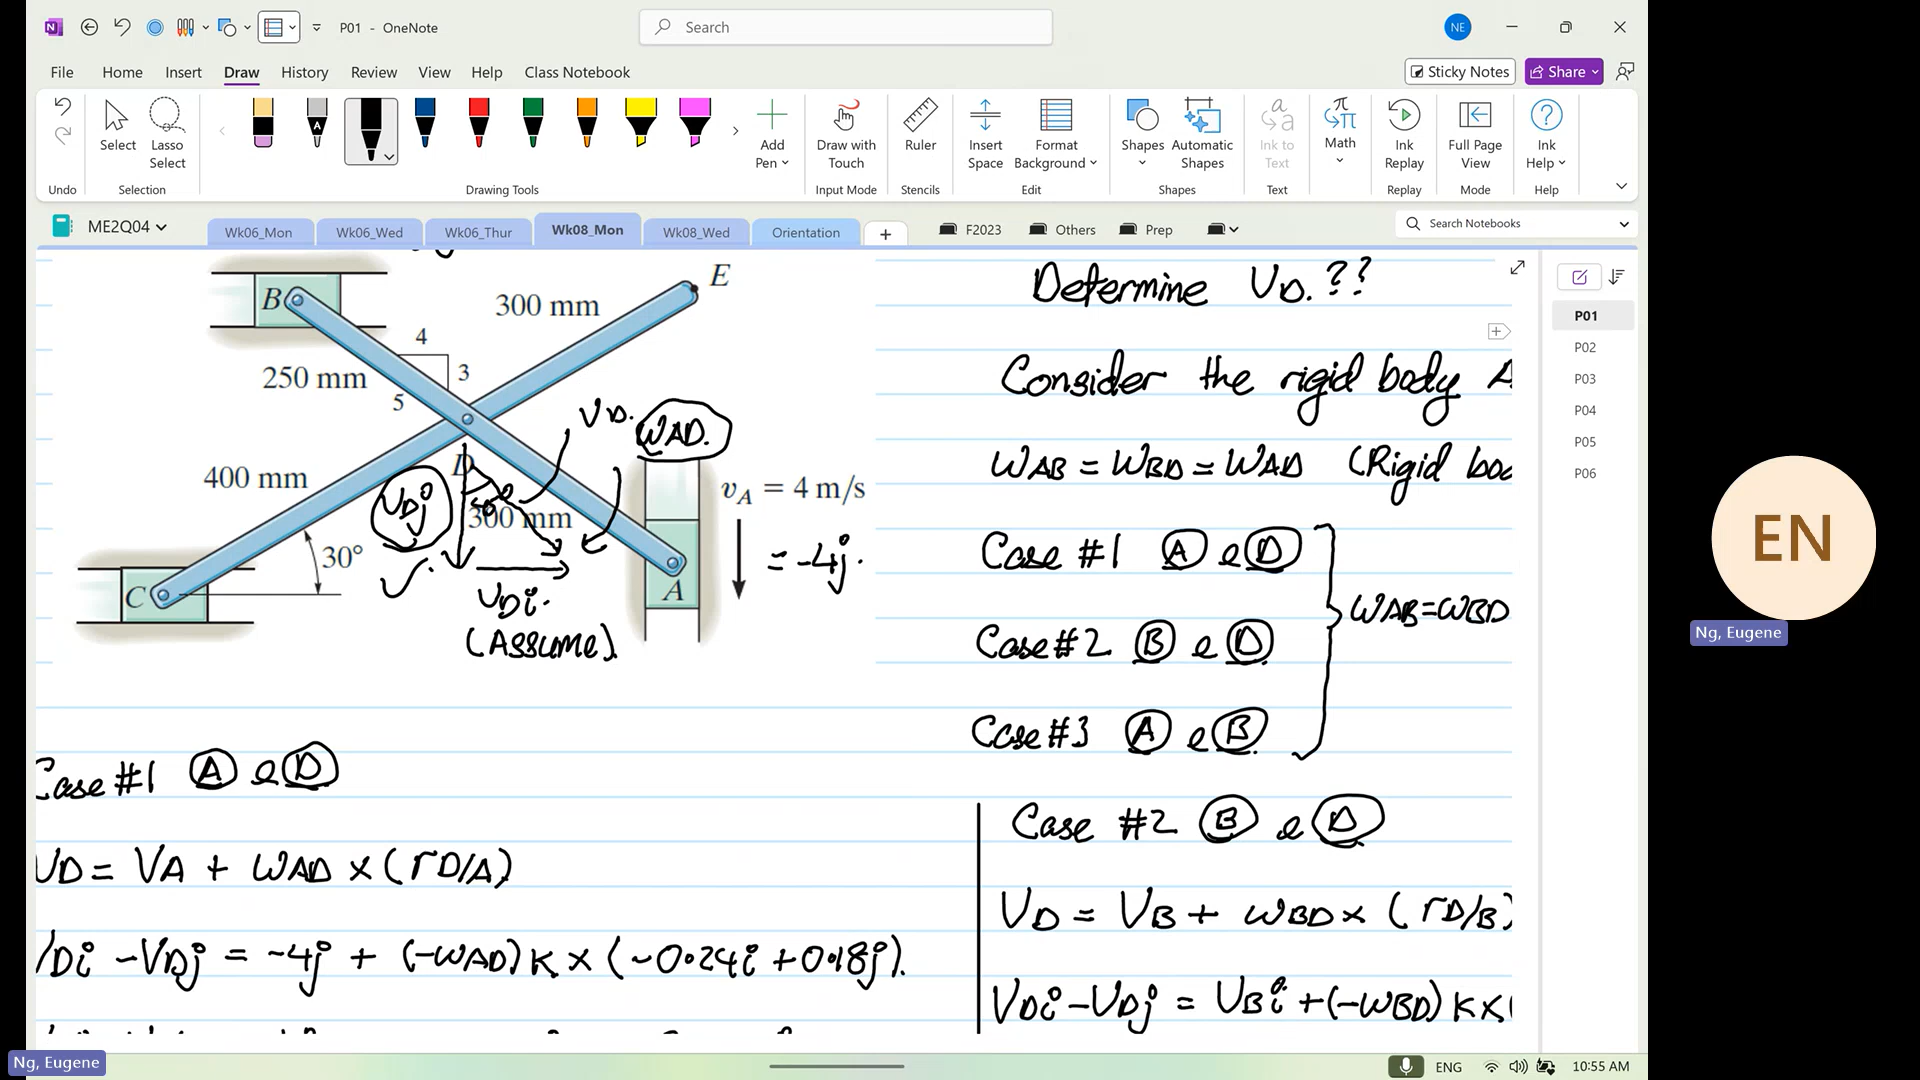 P01 - OneNote
Search
NE
File Home Insert Draw History Review View Help Class Notebook
Sticky Notes
Share
Select
Lasso Select
Add Pen
Draw with Touch
Ruler
Insert Space
Format Background
Shapes
Automatic Shapes
Ink to Text
Math
Ink Replay
Full Page View
Ink Help
Undo
Selection
Drawing Tools
Input Mode
Stencils
Edit
Shapes
Text
Replay
Mode
Help
ME2Q04
Wk06_Mon
Wk06_Wed
Wk06_Thur
Wk08_Mon
Wk08_Wed
Orientation
F2023
Others
Prep
Search Notebooks
P01
P02
P03
P04
P05
P06
B
E
300 mm
4
3
5
250 mm
VD.
WAD.
400 mm
D
VDj
300 mm
vA = 4 m/s
= -4j.
30°
C
A
VDi.
(ASSUME).
Determine VD.??
Consider the rigid body
WAB = WBD = WAD (Rigid
Case #1 A & D
Case #2 B & D
Case #3 A & B
WAB=WBD
Case #1 A & D
VD = VA + WAD × (rD/A)
VDi -VDj = -4j + (-WAD)K × (-0.24i + 0.18j).
Case #2 B & D
VD = VB + WBD × (rD/B)
VDi -VDj = VBi + (-WBD) K × (
EN
Ng, Eugene
Ng, Eugene
ENG
10:55 AM